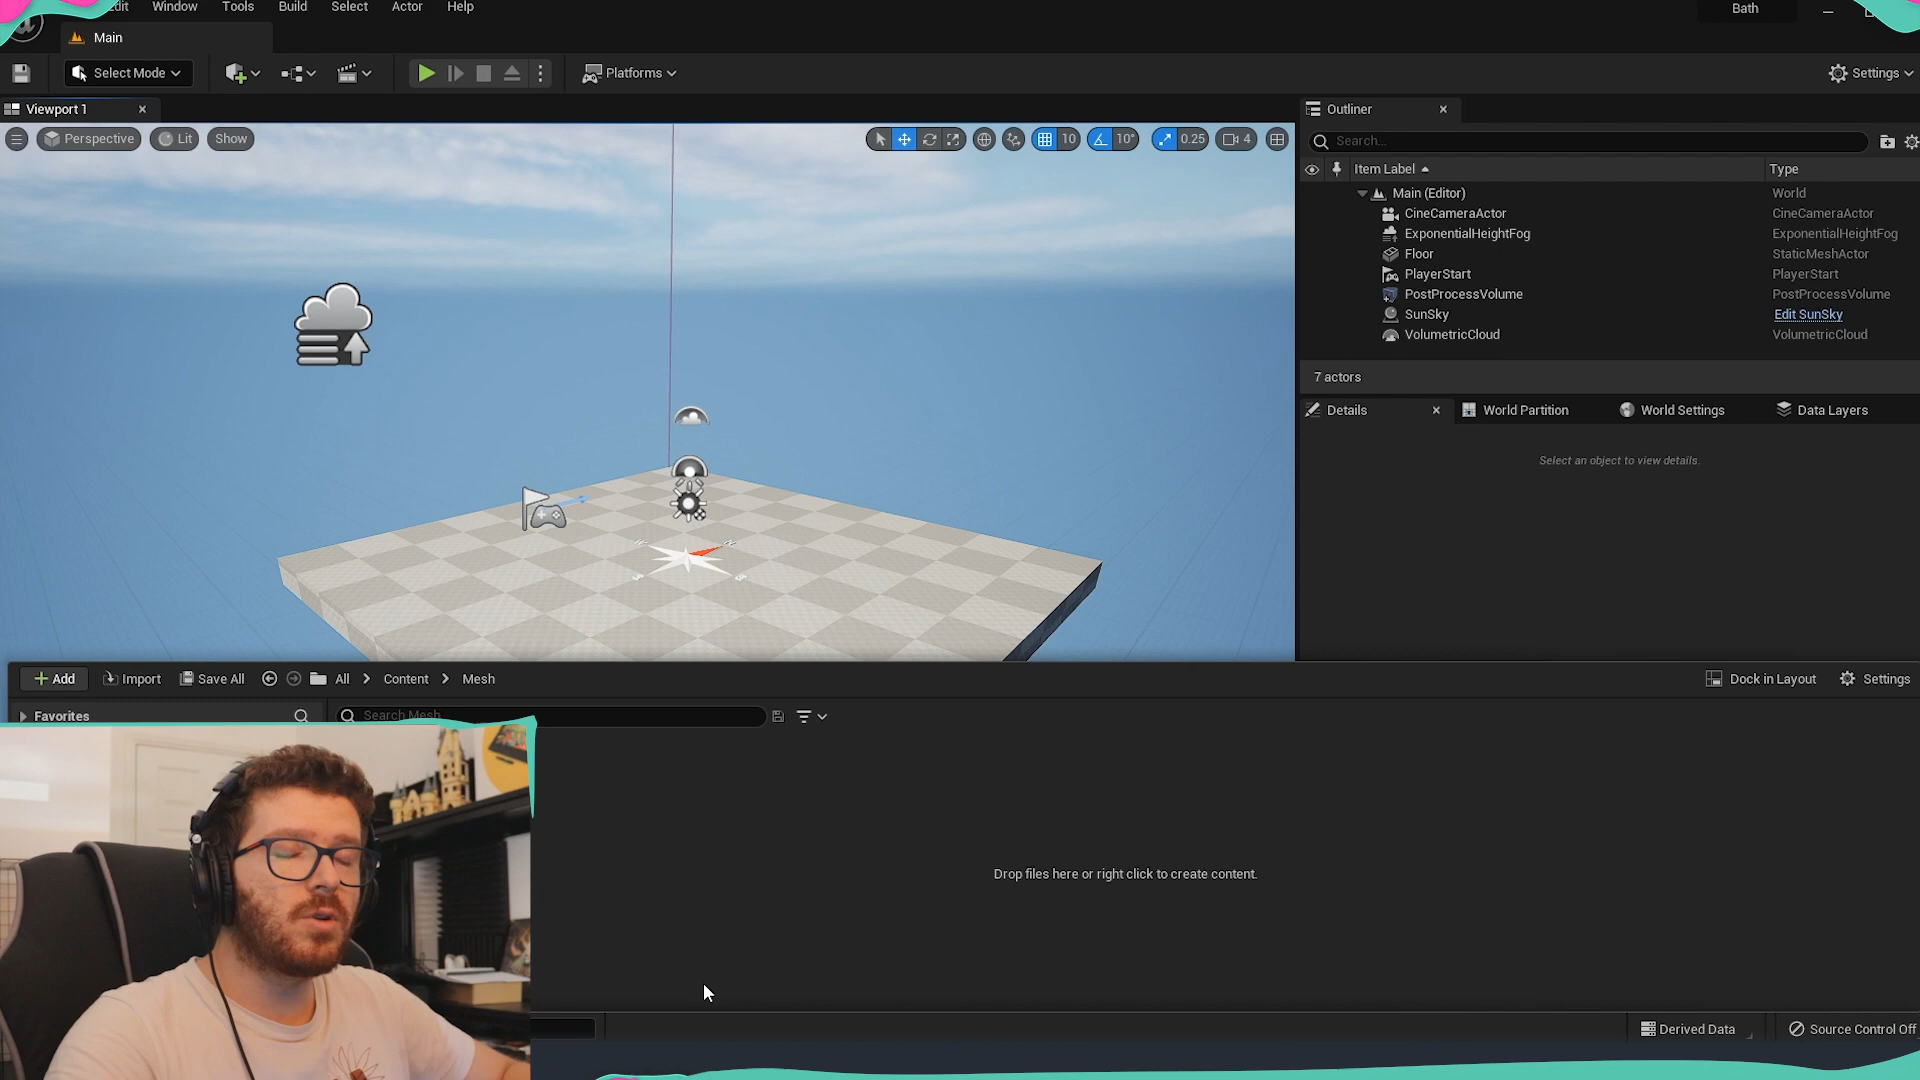 Edit Window Tools Build Select Actor Help
Bath
Main
Select Mode
Platforms
Settings
Viewport 1
Perspective
Lit
Show
10
10°
0.25
4
Outliner
Search...
Item Label
Type
Main (Editor)
World
CineCameraActor
CineCameraActor
ExponentialHeightFog
ExponentialHeightFog
Floor
StaticMeshActor
PlayerStart
PlayerStart
PostProcessVolume
PostProcessVolume
SunSky
Edit SunSky
VolumetricCloud
VolumetricCloud
7 actors
Details
World Partition
World Settings
Data Layers
Select an object to view details.
Add
Import
Save All
All
Content
Mesh
Dock in Layout
Settings
Favorites
Search Mesh
Drop files here or right click to create content.
Derived Data
Source Control Off